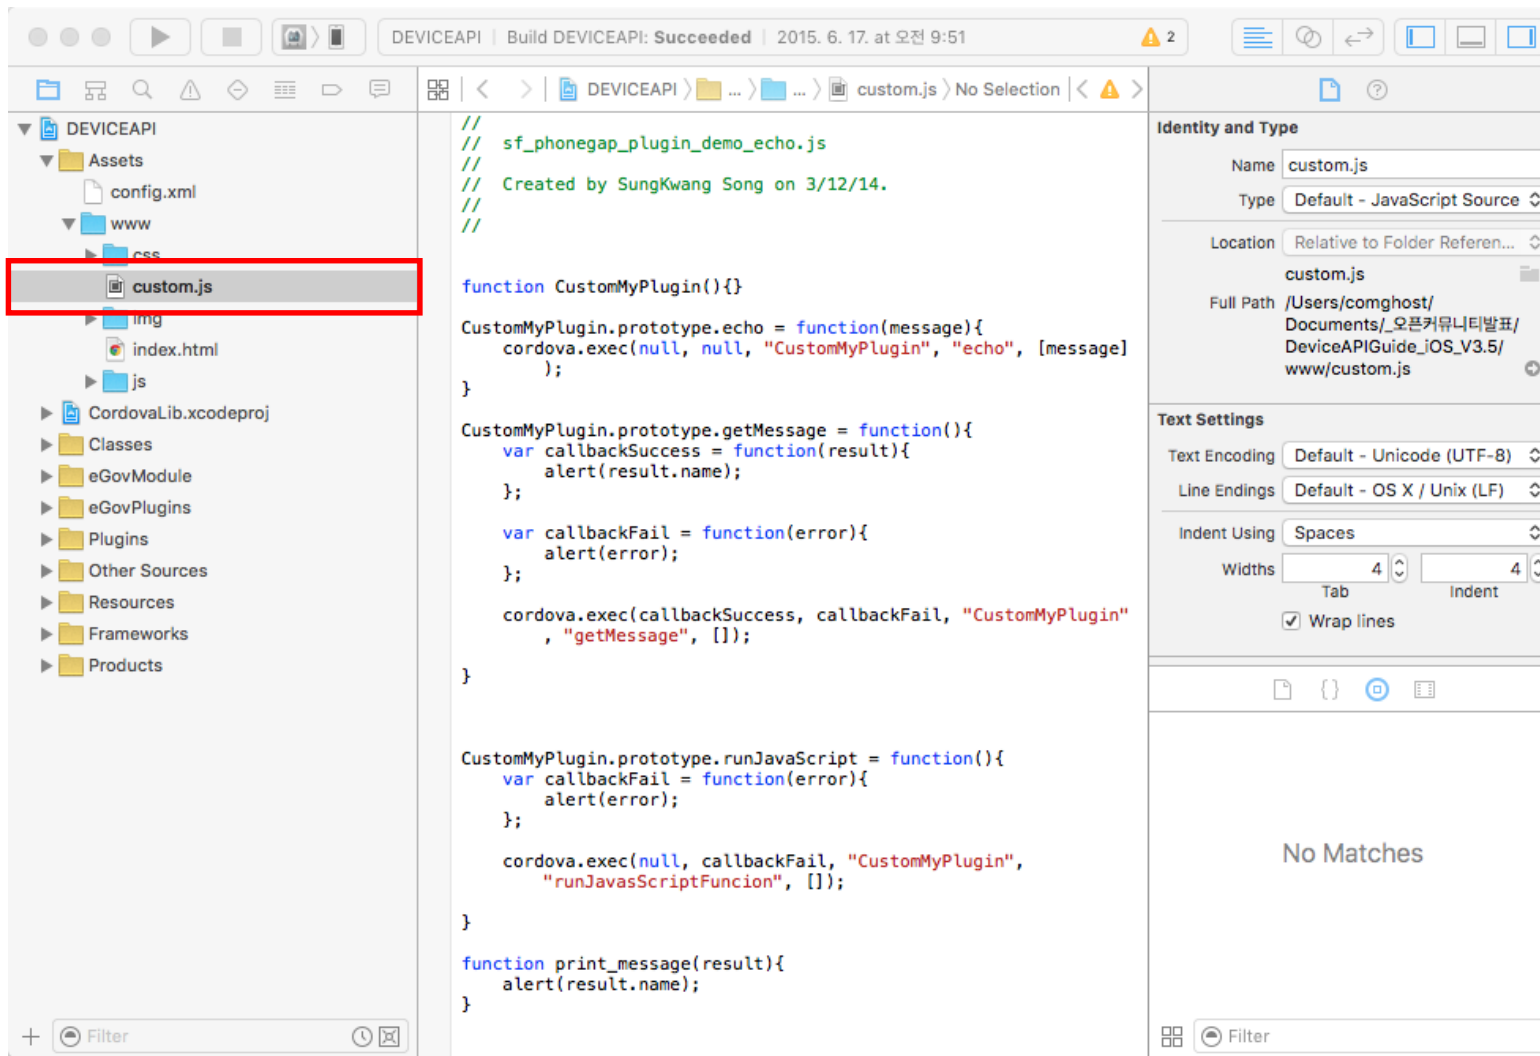 DEVICEAPI | Build DEVICEAPI: Succeeded | 2015. 6. 17. at 오전 9:51
2
DEVICEAPI
...
...
custom.js
No Selection
DEVICEAPI
Assets
config.xml
www
css
custom.js
img
index.html
js
CordovaLib.xcodeproj
Classes
eGovModule
eGovPlugins
Plugins
Other Sources
Resources
Frameworks
Products
Filter
//
//  sf_phonegap_plugin_demo_echo.js
//
//  Created by SungKwang Song on 3/12/14.
//
//
function CustomMyPlugin(){}
CustomMyPlugin.prototype.echo = function(message){
    cordova.exec(null, null, "CustomMyPlugin", "echo", [message]
        );
}
CustomMyPlugin.prototype.getMessage = function(){
    var callbackSuccess = function(result){
        alert(result.name);
    };
    var callbackFail = function(error){
        alert(error);
    };
    cordova.exec(callbackSuccess, callbackFail, "CustomMyPlugin"
        , "getMessage", []);
}
CustomMyPlugin.prototype.runJavaScript = function(){
    var callbackFail = function(error){
        alert(error);
    };
    cordova.exec(null, callbackFail, "CustomMyPlugin",
        "runJavasScriptFuncion", []);
}
function print_message(result){
    alert(result.name);
}
Identity and Type
Name custom.js
Type Default - JavaScript Source
Location Relative to Folder Referen...
custom.js
Full Path /Users/comghost/
Documents/_오픈커뮤니티발표/
DeviceAPIGuide_iOS_V3.5/
www/custom.js
Text Settings
Text Encoding Default - Unicode (UTF-8)
Line Endings Default - OS X / Unix (LF)
Indent Using Spaces
Widths 4 4
Tab Indent
Wrap lines
{}
No Matches
Filter